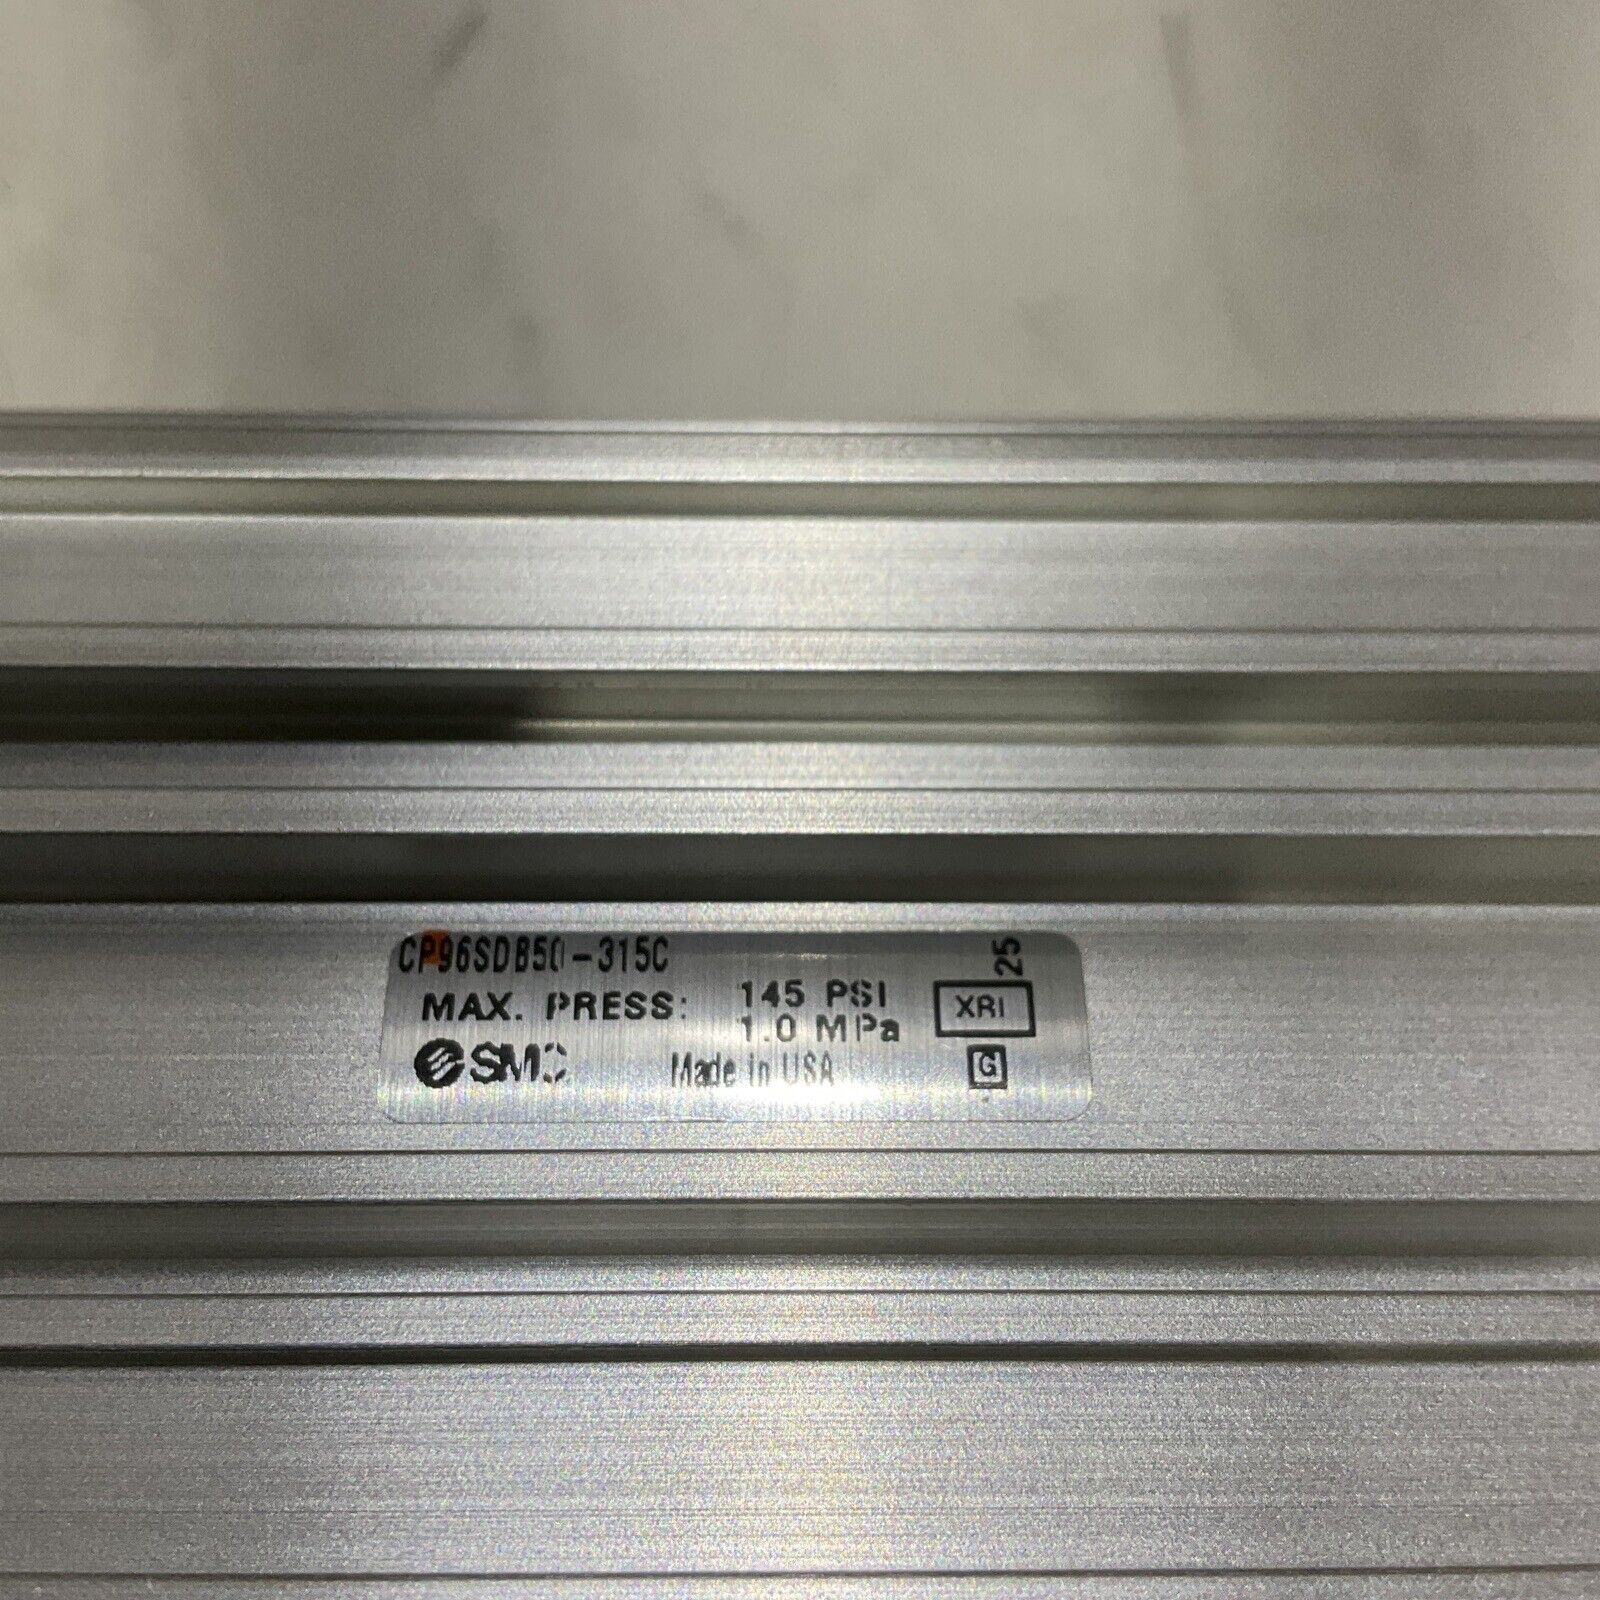 CP96SDB50-315C
25
MAX. PRESS: 145 PSI
1.0 MPa
XRI
SMC
Made in USA
G